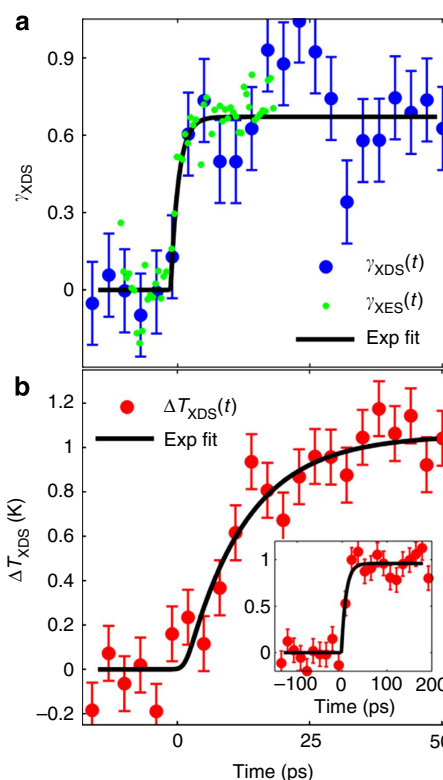 a
0.9
0.6
0.3
0
γXDS
γXDS(t)
γXES(t)
Exp fit
b
1.2
1
0.8
0.6
0.4
0.2
0
−0.2
ΔTXDS (K)
ΔTXDS(t)
Exp fit
1
0.5
0
−100 0 100 200
Time (ps)
0 25 50
Time (ps)